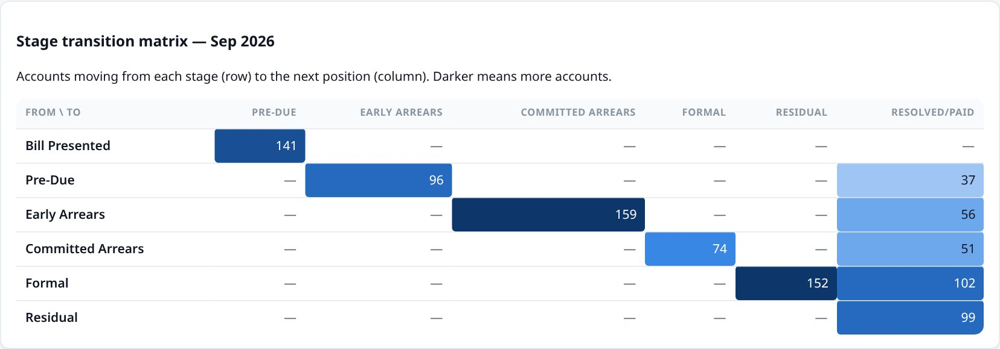 Stage transition matrix — Sep 2026
Accounts moving from each stage (row) to the next position (column). Darker means more accounts.
FROM \ TO PRE-DUE EARLY ARREARS COMMITTED ARREARS FORMAL RESIDUAL RESOLVED/PAID
Bill Presented 141 — — — — —
Pre-Due — 96 — — — 37
Early Arrears — — 159 — — 56
Committed Arrears — — — 74 — 51
Formal — — — — 152 102
Residual — — — — — 99